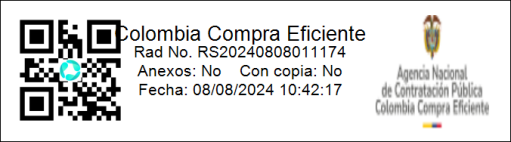 Colombia Compra Eficiente
Rad No. RS20240808011174
Anexos: No Con copia: No
Fecha: 08/08/2024 10:42:17
Agencia Nacional
de Contratación Pública
Colombia Compra Eficiente